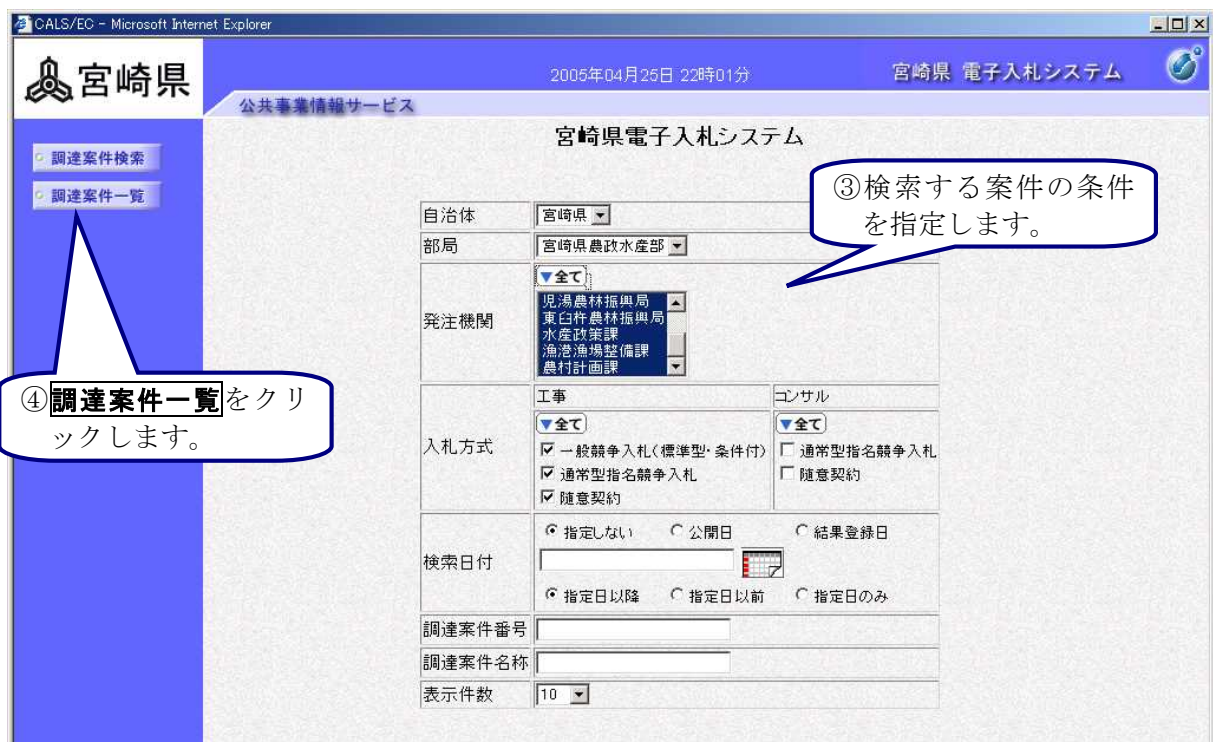 CALS/EC - Microsoft Internet Explorer
宮崎県
2005年04月25日 22時01分
宮崎県 電子入札システム
公共事業情報サービス
宮崎県電子入札システム
調達案件検索
調達案件一覧
③検索する案件の条件
を指定します。
自治体
宮崎県
部局
宮崎県農政水産部
発注機関
▼全て
児湯農林振興局
東臼杵農林振興局
水産政策課
漁港漁場整備課
農村計画課
④調達案件一覧をクリ
ックします。
入札方式
工事
コンサル
▼全て
▼全て
一般競争入札(標準型・条件付)
通常型指名競争入札
通常型指名競争入札
随意契約
随意契約
検索日付
指定しない 公開日 結果登録日
指定日以降 指定日以前 指定日のみ
調達案件番号
調達案件名称
表示件数
10